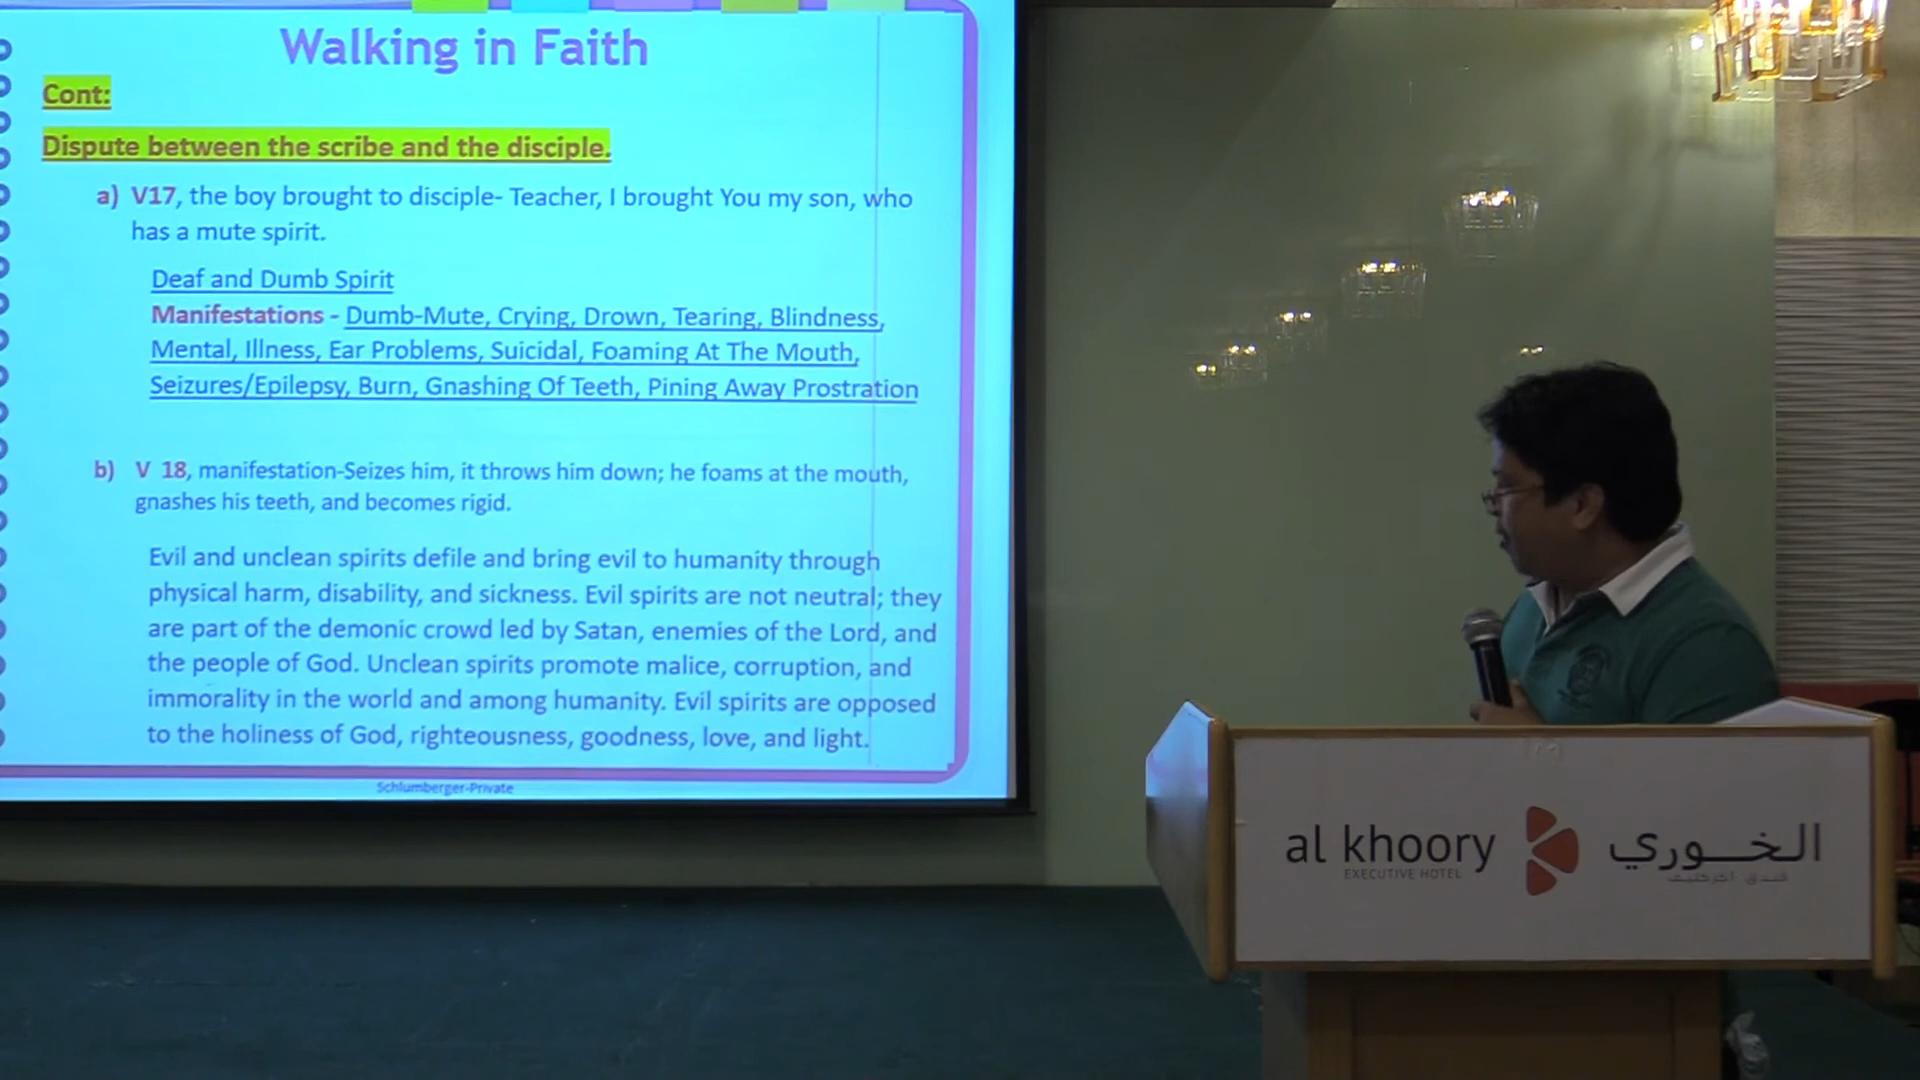 Walking in Faith
Cont:
Dispute between the scribe and the disciple.
a) V17, the boy brought to disciple- Teacher, I brought You my son, who
has a mute spirit.
Deaf and Dumb Spirit
Manifestations - Dumb-Mute, Crying, Drown, Tearing, Blindness,
Mental, Illness, Ear Problems, Suicidal, Foaming At The Mouth,
Seizures/Epilepsy, Burn, Gnashing Of Teeth, Pining Away Prostration
b) V 18, manifestation-Seizes him, it throws him down; he foams at the mouth,
gnashes his teeth, and becomes rigid.
Evil and unclean spirits defile and bring evil to humanity through
physical harm, disability, and sickness. Evil spirits are not neutral; they
are part of the demonic crowd led by Satan, enemies of the Lord, and
the people of God. Unclean spirits promote malice, corruption, and
immorality in the world and among humanity. Evil spirits are opposed
to the holiness of God, righteousness, goodness, love, and light.
Schlumberger-Private
al khoory الخوري
EXECUTIVE HOTEL